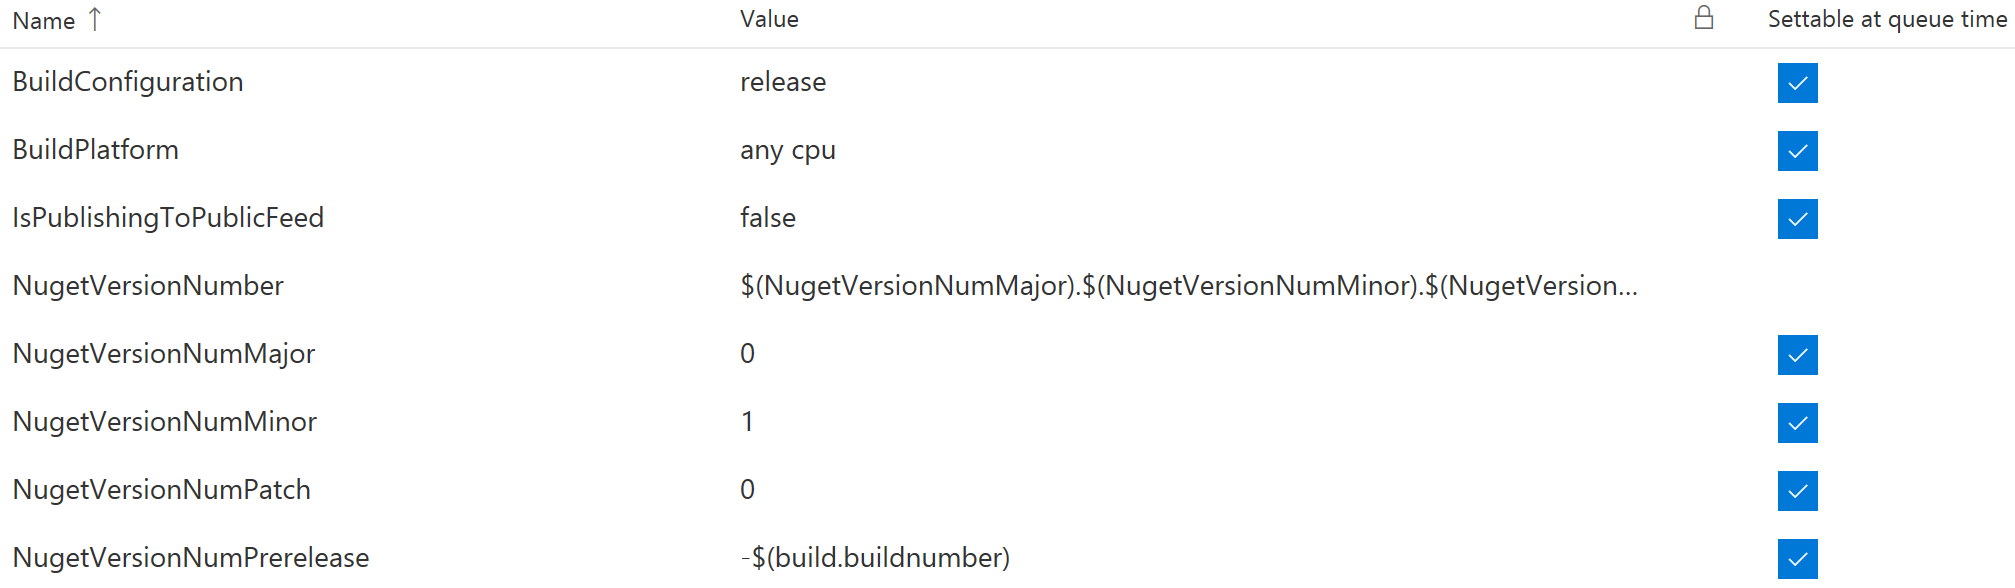 Name ↑ Value Settable at queue time
BuildConfiguration release
BuildPlatform any cpu
IsPublishingToPublicFeed false
NugetVersionNumber $(NugetVersionNumMajor).$(NugetVersionNumMinor).$(NugetVersion...
NugetVersionNumMajor 0
NugetVersionNumMinor 1
NugetVersionNumPatch 0
NugetVersionNumPrerelease -$(build.buildnumber)